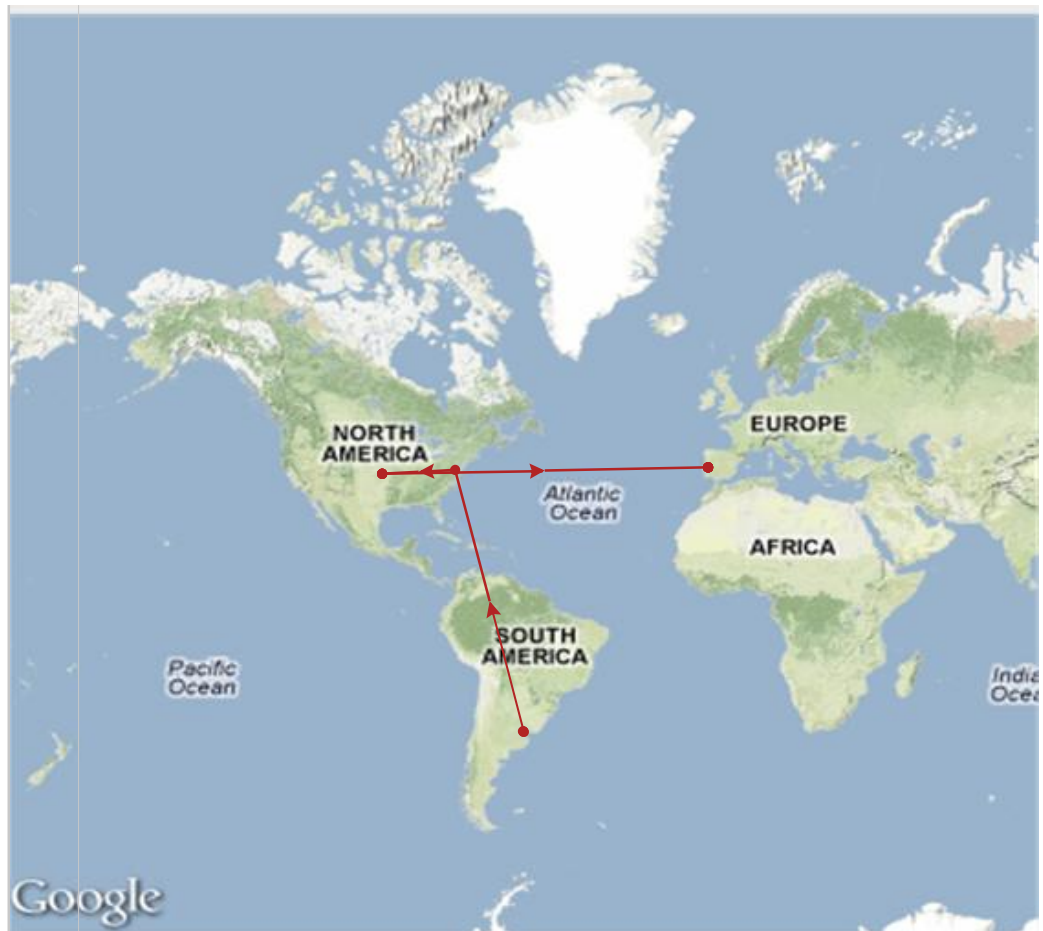 NORTH
AMERICA
EUROPE
Atlantic
Ocean
AFRICA
SOUTH
AMERICA
Pacific
Ocean
India
Ocea
Google